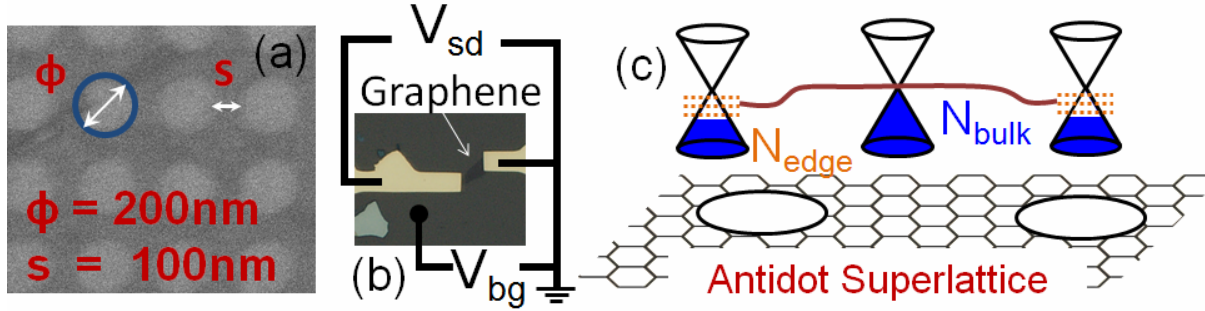 (a)
ϕ
s
ϕ = 200nm
s = 100nm
V_sd
Graphene
(b)
V_bg
(c)
N_edge
N_bulk
Antidot Superlattice